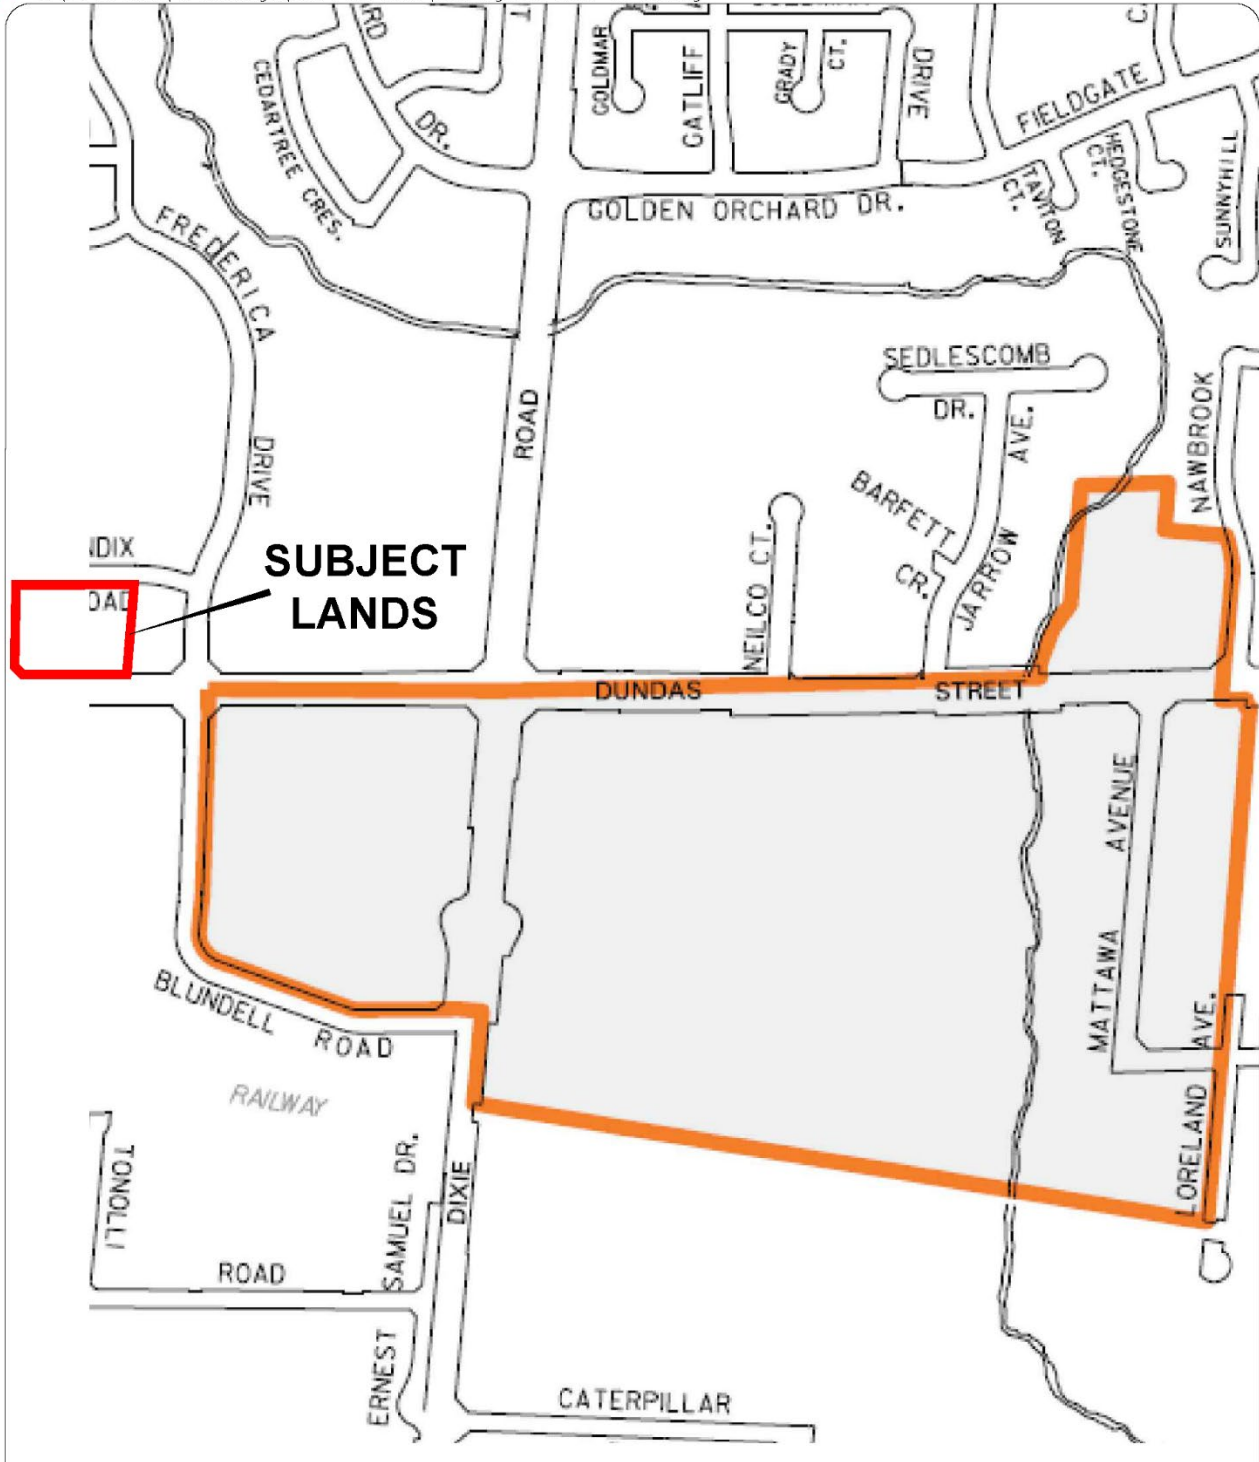 GOLDMAR
GATLIFF
GRADY
CT.
DRIVE
FIELDGATE
CEDARTREE CRES.
DR.
TAVITON
CT.
HEDGESTONE
CT.
SUNNYHILL
GOLDEN ORCHARD DR.
FREDERICA
DRIVE
ROAD
SEDLESCOMB
DR.
JARROW AVE.
NAWBROOK
BARFETT
CR.
NEILCO CT.
NDIX
OAD
SUBJECT
LANDS
DUNDAS STREET
MATTAWA AVENUE
BLUNDELL ROAD
RAILWAY
LORELAND AVE.
TONOLLI
ROAD
SAMUEL DR.
DIXIE
ERNEST
CATERPILLAR